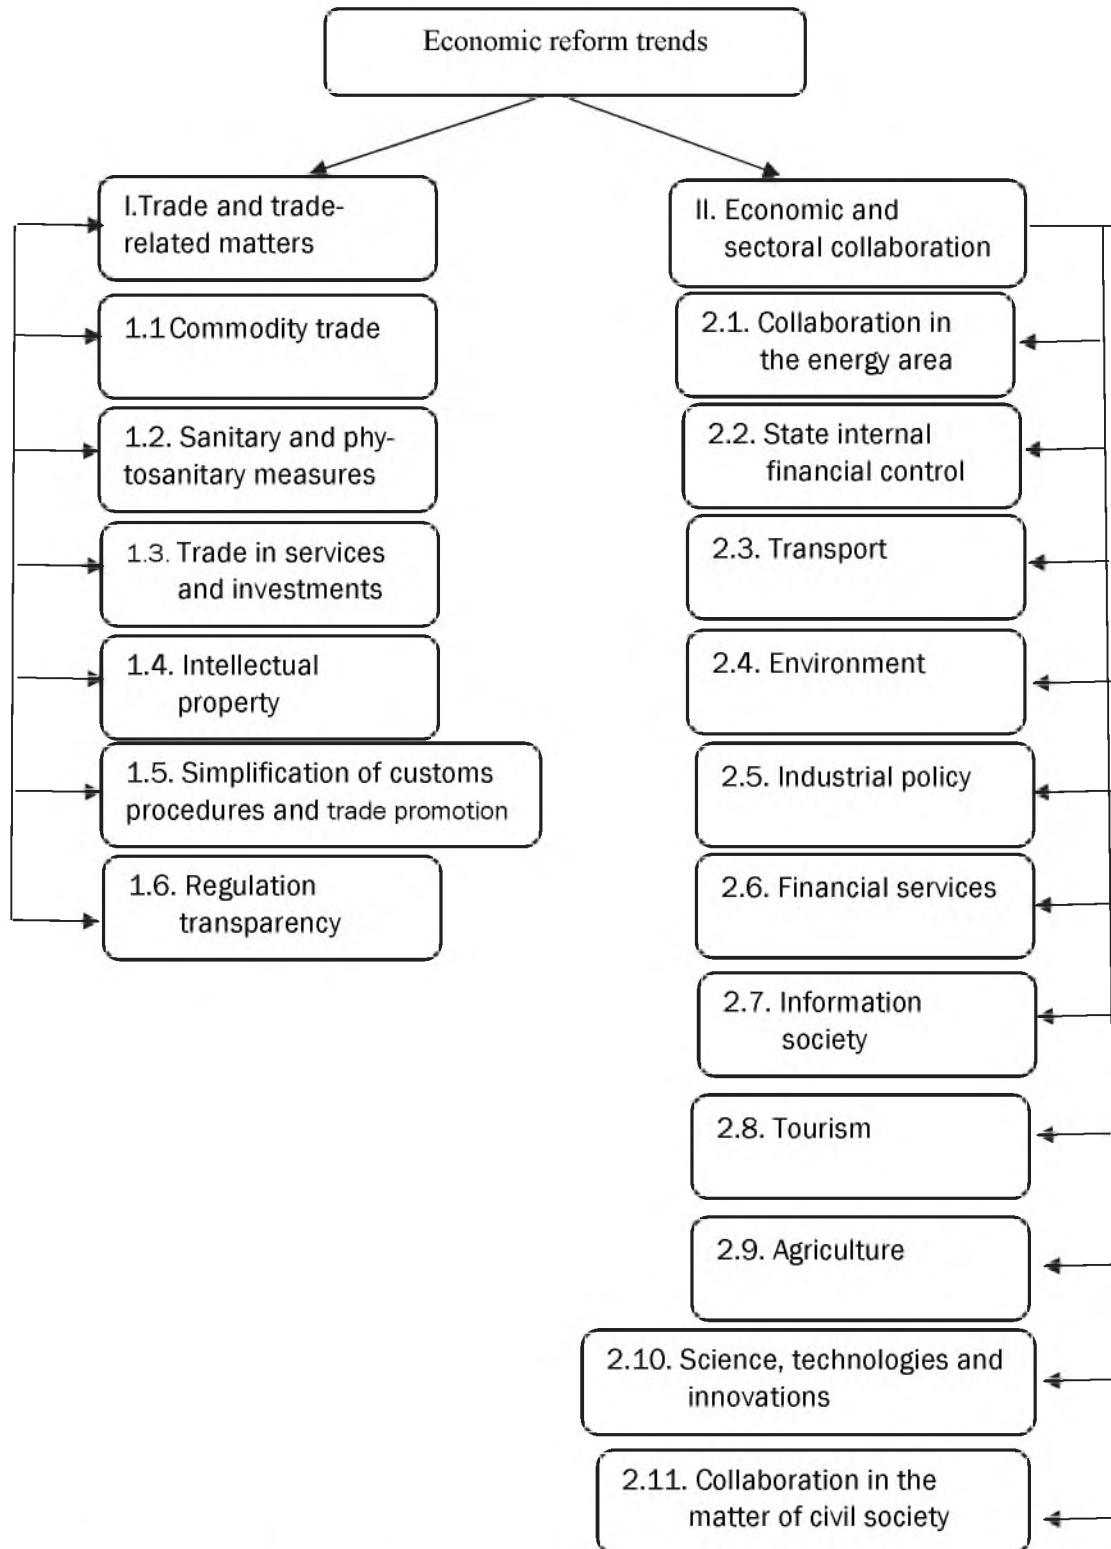 Economic reform trends
I.Trade and trade-
related matters
1.1 Commodity trade
1.2. Sanitary and phy-
tosanitary measures
1.3. Trade in services
and investments
1.4. Intellectual
property
1.5. Simplification of customs
procedures and trade promotion
1.6. Regulation
transparency
II. Economic and
sectoral collaboration
2.1. Collaboration in
the energy area
2.2. State internal
financial control
2.3. Transport
2.4. Environment
2.5. Industrial policy
2.6. Financial services
2.7. Information
society
2.8. Tourism
2.9. Agriculture
2.10. Science, technologies and
innovations
2.11. Collaboration in the
matter of civil society